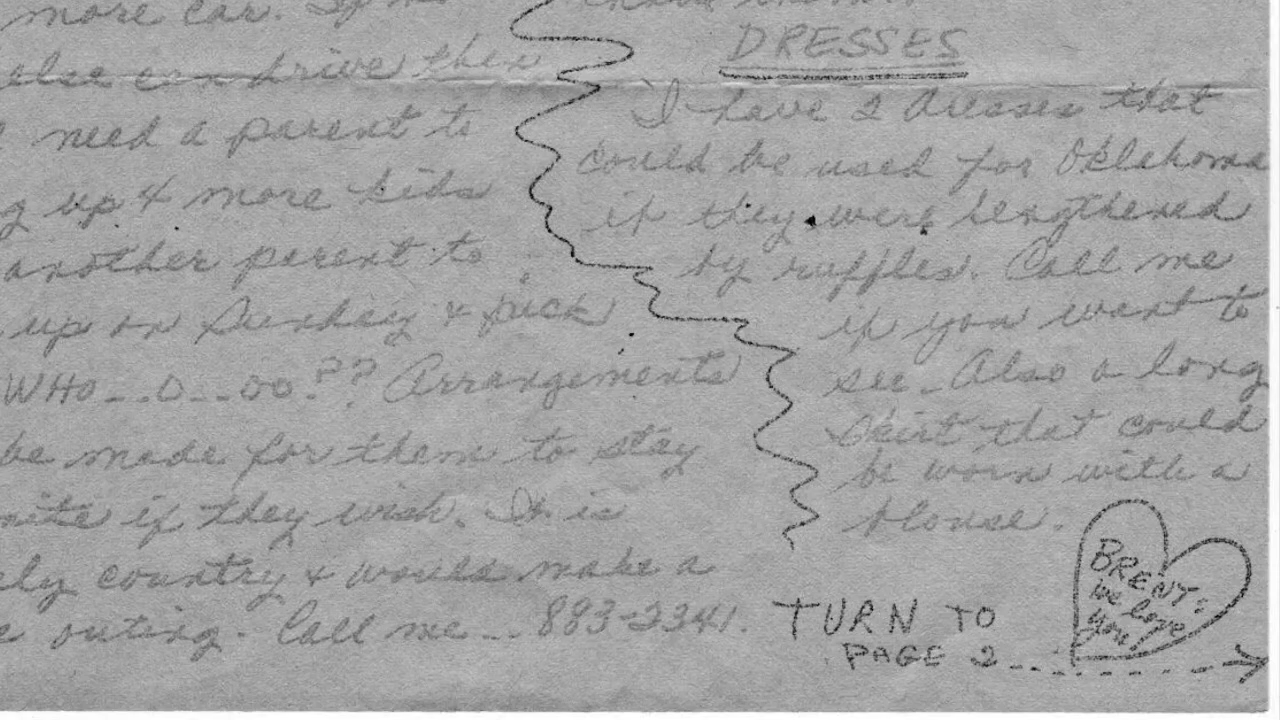 more car.
else can drive then
need a parent to
g up & more kids
another parent to
up on Sunday & pick
WHO--O--OO?? Arrangements
be made for them to stay
nite if they wish. It is
ely country & would make a
e outing. Call me... 883-2341.
DRESSES
I have 2 dresses that
could be used for Oklahoma
if they were lengthened
by ruffles. Call me
if you want to
see. Also a long
skirt that could
be worn with a
blouse.
BRENT:
we love
you!
TURN TO
PAGE 2